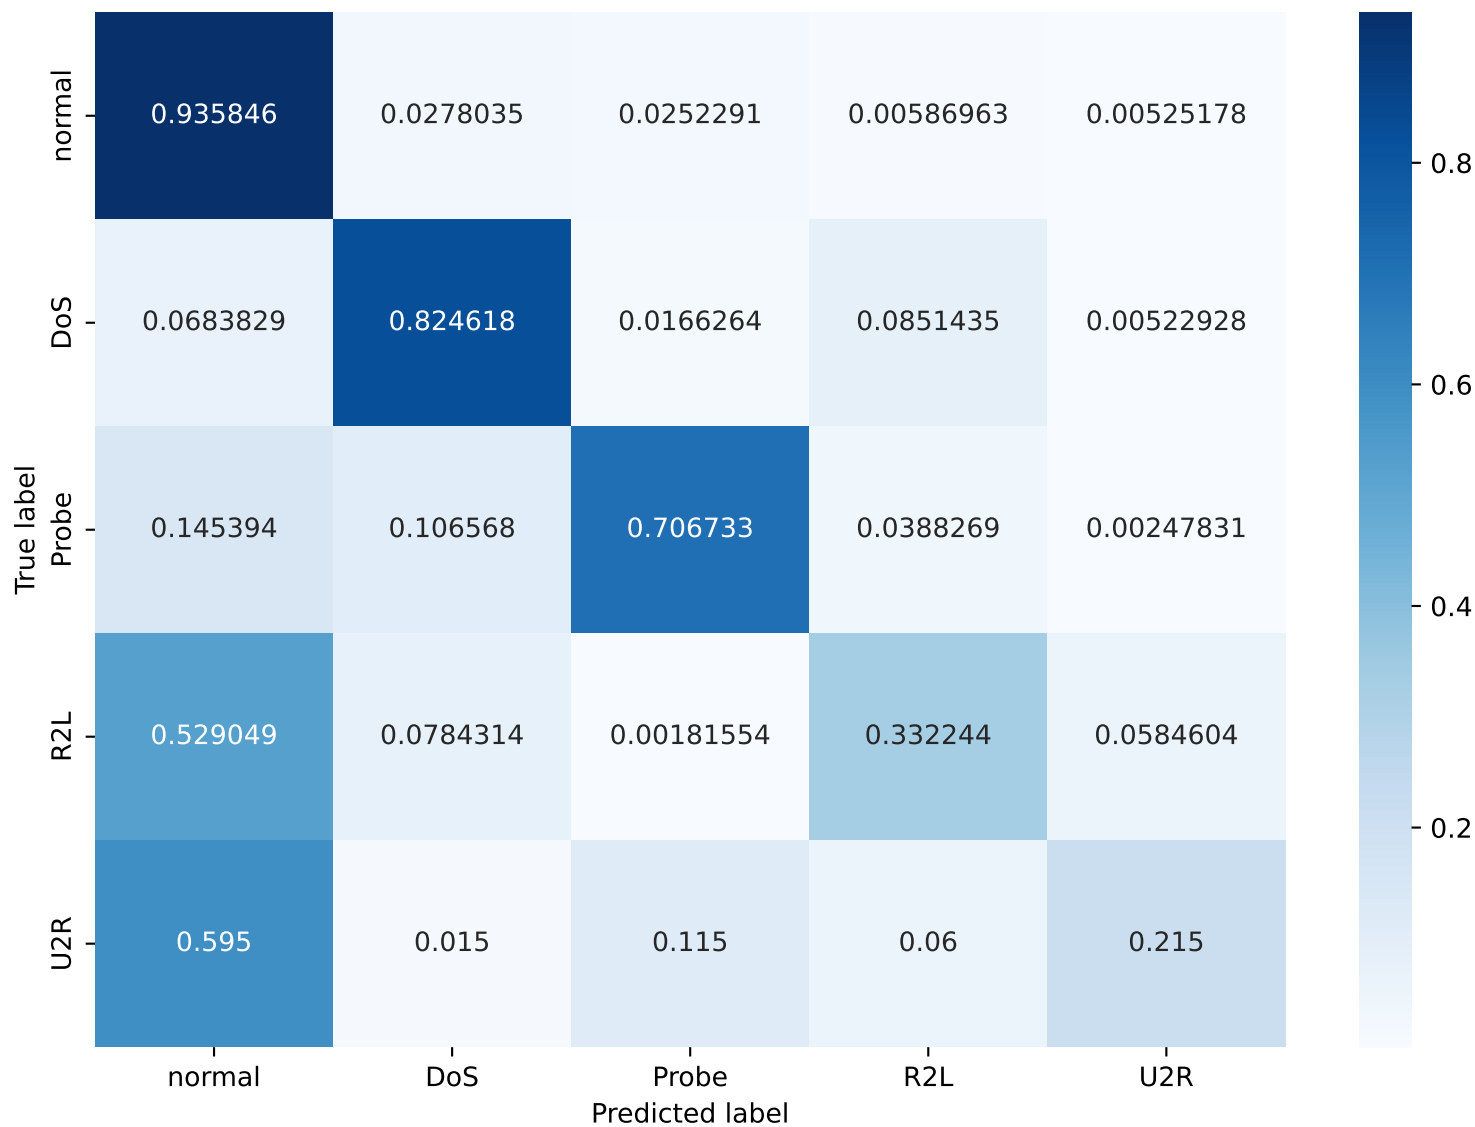 normal 0.935846 0.0278035 0.0252291 0.00586963 0.00525178
0.8
DoS 0.0683829 0.824618 0.0166264 0.0851435 0.00522928
0.6
True label
Probe 0.145394 0.106568 0.706733 0.0388269 0.00247831
0.4
R2L 0.529049 0.0784314 0.00181554 0.332244 0.0584604
0.2
U2R 0.595 0.015 0.115 0.06 0.215
normal DoS Probe R2L U2R
Predicted label